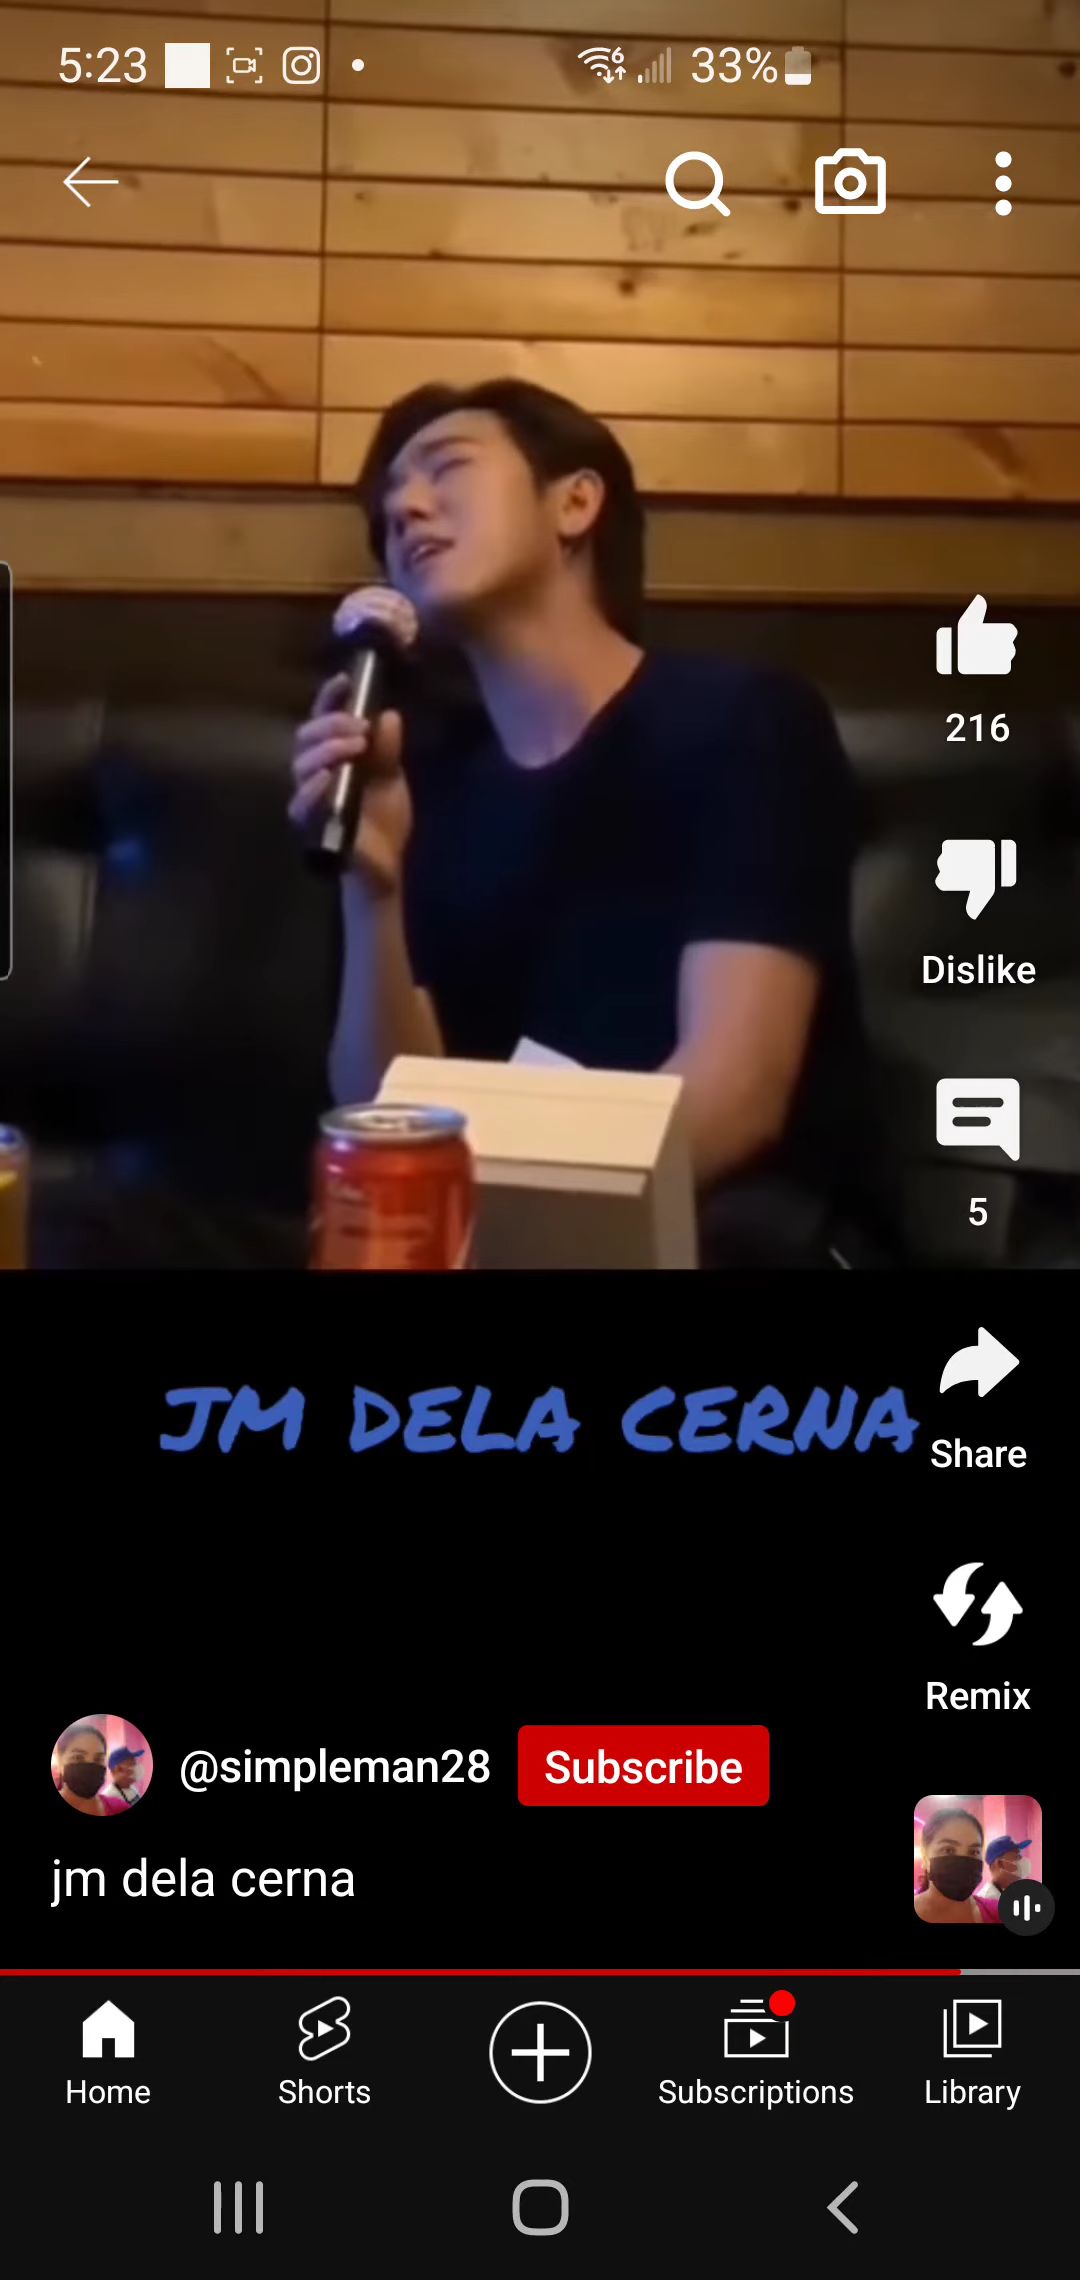 5:23
33%
216
Dislike
5
JM DELA CERNA
Share
Remix
@simpleman28
Subscribe
jm dela cerna
Home
Shorts
Subscriptions
Library